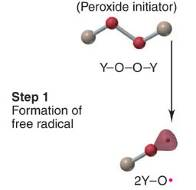 (Peroxide initiator)
Y–O–O–Y
Step 1
Formation of
free radical
2Y–O•